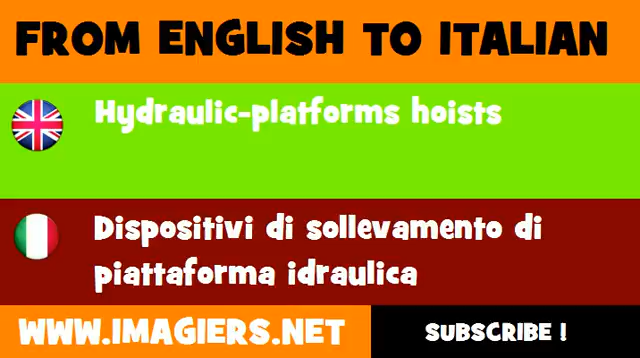 FROM ENGLISH TO ITALIAN
Hydraulic-platforms hoists
Dispositivi di sollevamento di
piattaforma idraulica
WWW.IMAGIERS.NET
SUBSCRIBE !